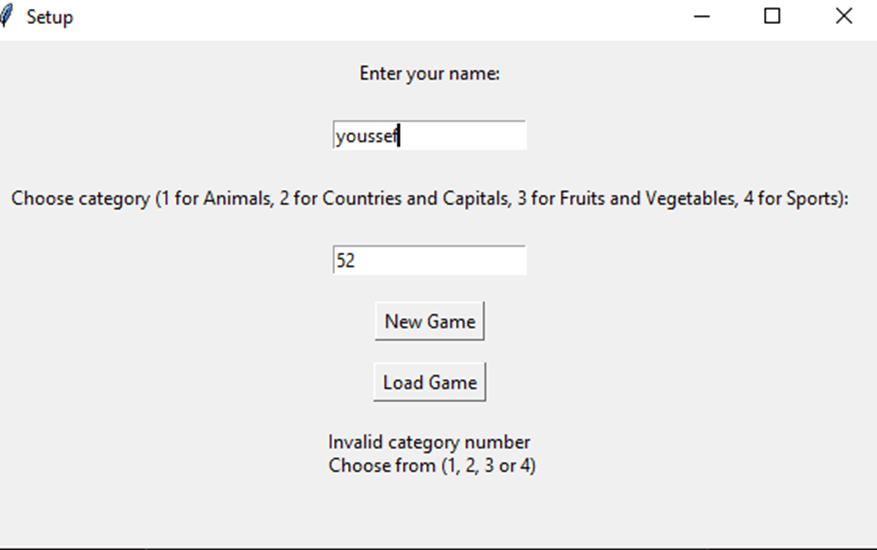 Setup
Enter your name:
youssef
Choose category (1 for Animals, 2 for Countries and Capitals, 3 for Fruits and Vegetables, 4 for Sports):
52
New Game
Load Game
Invalid category number
Choose from (1, 2, 3 or 4)